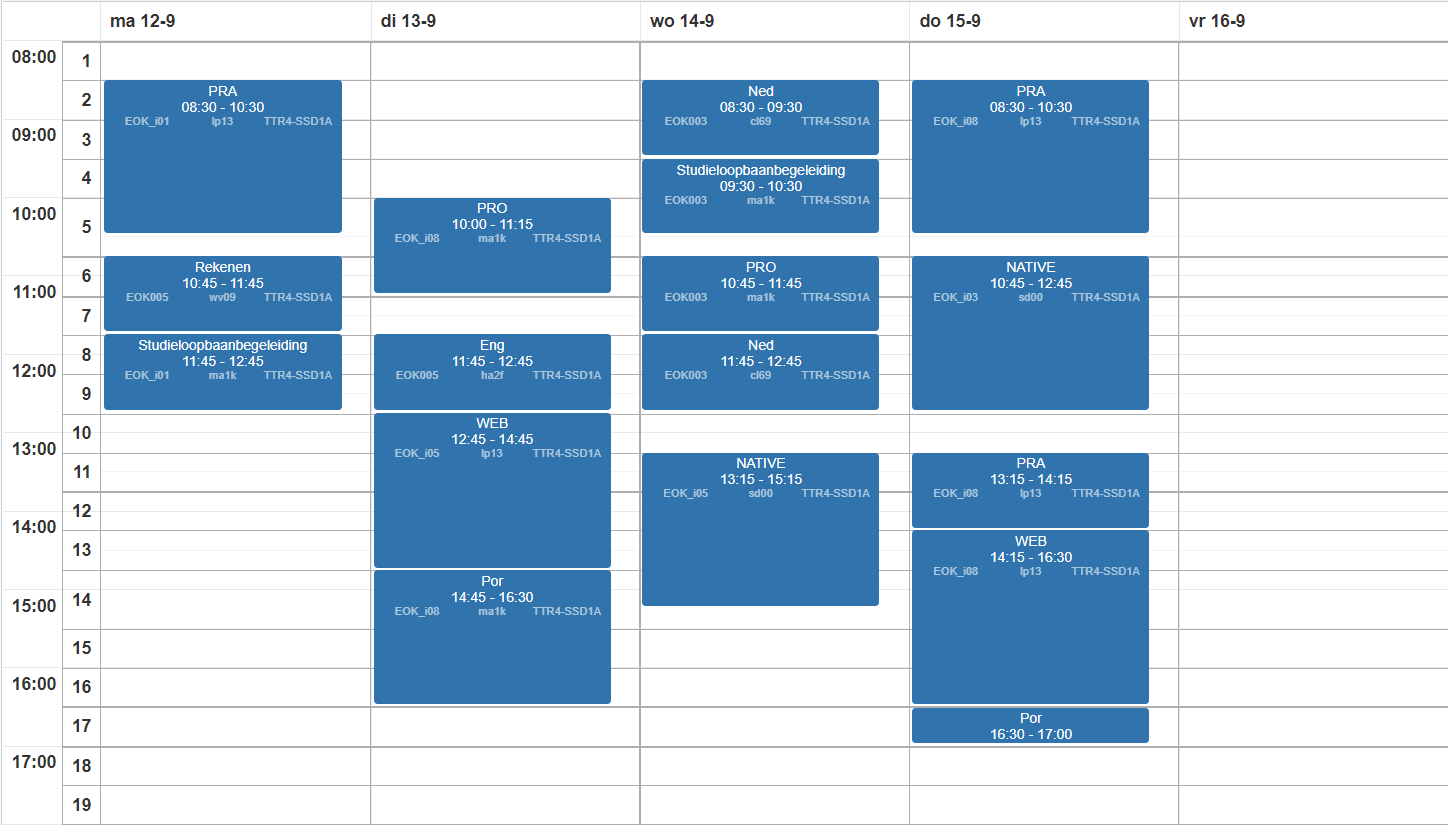 ma 12-9 di 13-9 wo 14-9 do 15-9 vr 16-9
08:00
09:00
10:00
11:00
12:00
13:00
14:00
15:00
16:00
17:00
1
2
3
4
5
6
7
8
9
10
11
12
13
14
15
16
17
18
19
PRA
08:30 - 10:30
EOK_i01 lp13 TTR4-SSD1A
Rekenen
10:45 - 11:45
EOK005 wv09 TTR4-SSD1A
Studieloopbaanbegeleiding
11:45 - 12:45
EOK_i01 ma1k TTR4-SSD1A
PRO
10:00 - 11:15
EOK_i08 ma1k TTR4-SSD1A
Eng
11:45 - 12:45
EOK005 ha2f TTR4-SSD1A
WEB
12:45 - 14:45
EOK_i05 lp13 TTR4-SSD1A
Por
14:45 - 16:30
EOK_i08 ma1k TTR4-SSD1A
Ned
08:30 - 09:30
EOK003 cl69 TTR4-SSD1A
Studieloopbaanbegeleiding
09:30 - 10:30
EOK003 ma1k TTR4-SSD1A
PRO
10:45 - 11:45
EOK003 ma1k TTR4-SSD1A
Ned
11:45 - 12:45
EOK003 cl69 TTR4-SSD1A
NATIVE
13:15 - 15:15
EOK_i05 sd00 TTR4-SSD1A
PRA
08:30 - 10:30
EOK_i08 lp13 TTR4-SSD1A
NATIVE
10:45 - 12:45
EOK_i03 sd00 TTR4-SSD1A
PRA
13:15 - 14:15
EOK_i08 lp13 TTR4-SSD1A
WEB
14:15 - 16:30
EOK_i08 lp13 TTR4-SSD1A
Por
16:30 - 17:00